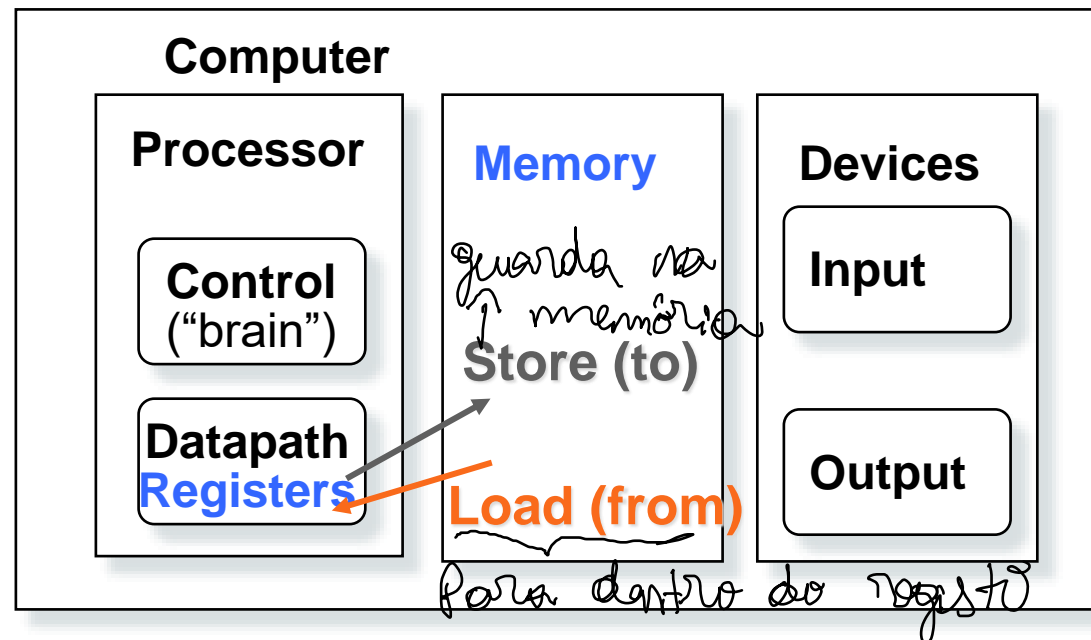 Computer
Processor
Control
(“brain”)
Datapath
Registers
Memory
guarda na
memória
Store (to)
Load (from)
Para dentro do registo
Devices
Input
Output